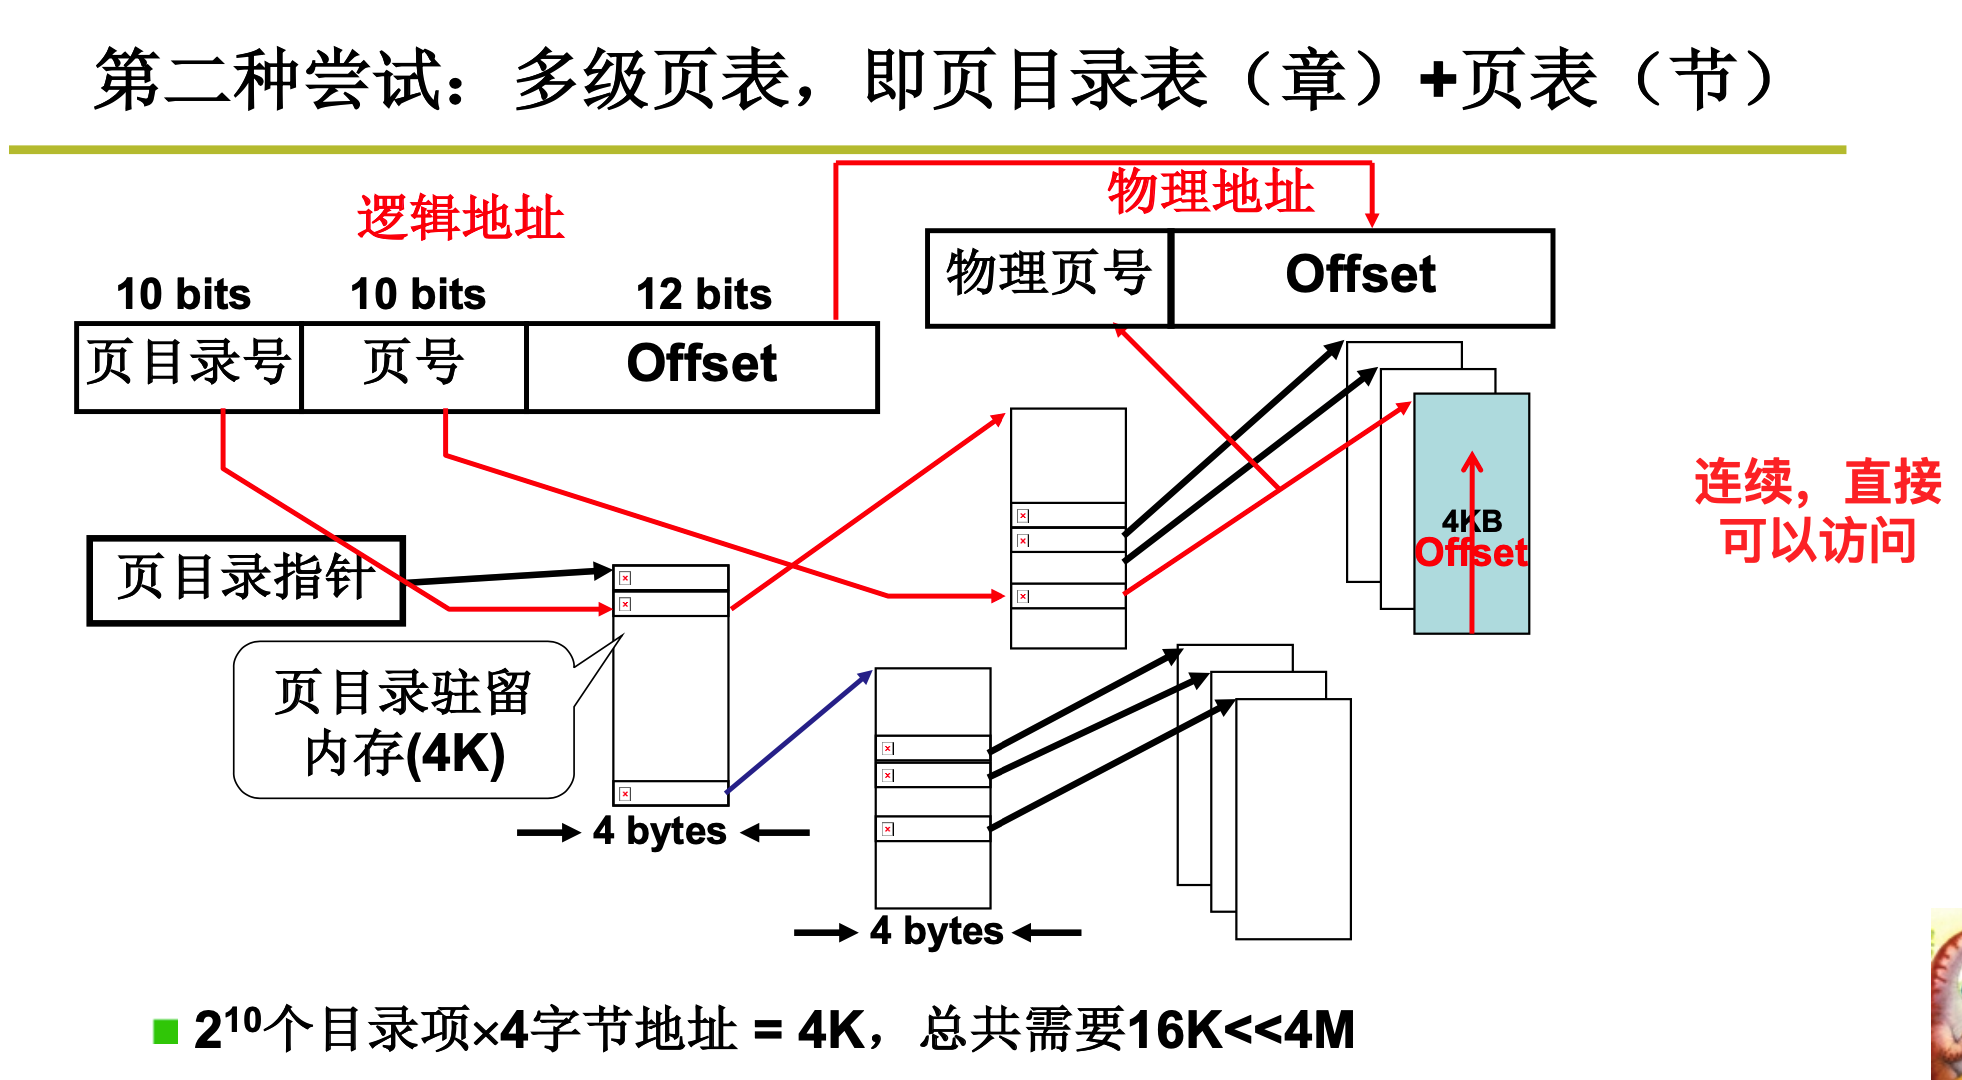 第二种尝试：多级页表，即页目录表（章）+页表（节）
逻辑地址
物理地址
10 bits 10 bits 12 bits
页目录号 页号 Offset
物理页号 Offset
页目录指针
页目录驻留
内存(4K)
4 bytes
4 bytes
4KB
Offset
连续，直接
可以访问
2¹⁰个目录项×4字节地址 = 4K，总共需要16K<<4M